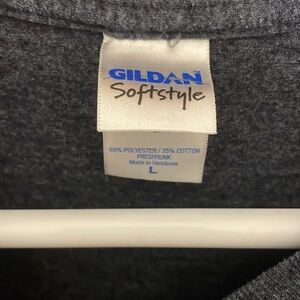 GILDAN
Softstyle
65% POLYESTER / 35% COTTON
PRESHRUNK
Made in Honduras
L